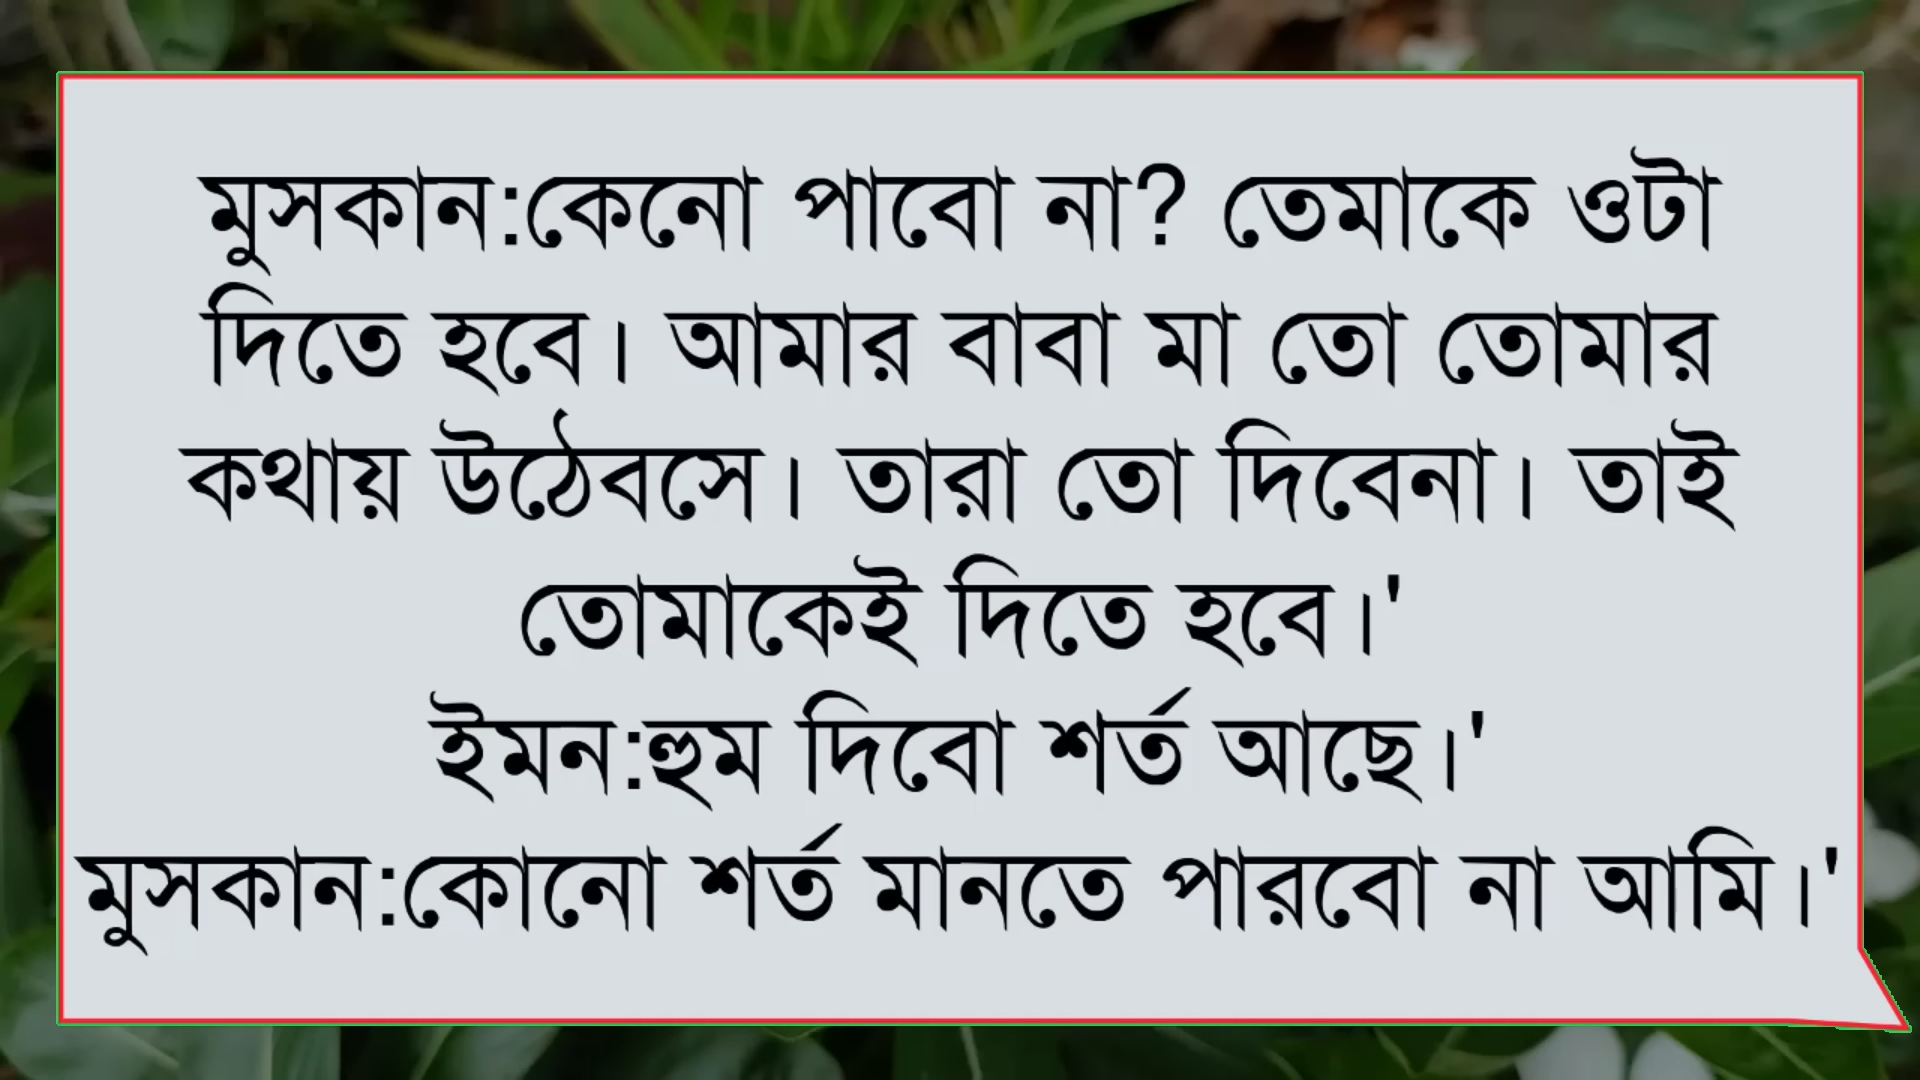 মুসকান:কেনো পাবো না? তেমাকে ওটা
দিতে হবে। আমার বাবা মা তো তোমার
কথায় উঠেবসে। তারা তো দিবেনা। তাই
তোমাকেই দিতে হবে।'
ইমন:হুম দিবো শর্ত আছে।'
মুসকান:কোনো শর্ত মানতে পারবো না আমি।'